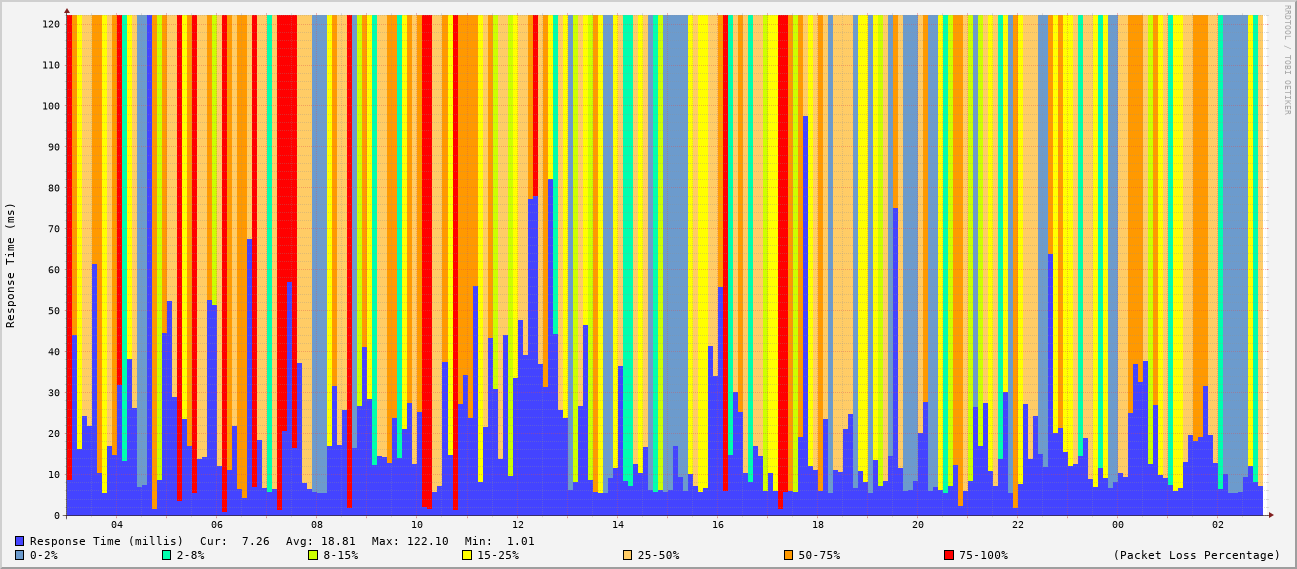 RRDTOOL / TOBI OETIKER
Response Time (ms)
120
110
100
90
80
70
60
50
40
30
20
10
0
04 06 08 10 12 14 16 18 20 22 00 02
Response Time (millis) Cur: 7.26 Avg: 18.81 Max: 122.10 Min: 1.01
0-2% 2-8% 8-15% 15-25% 25-50% 50-75% 75-100% (Packet Loss Percentage)